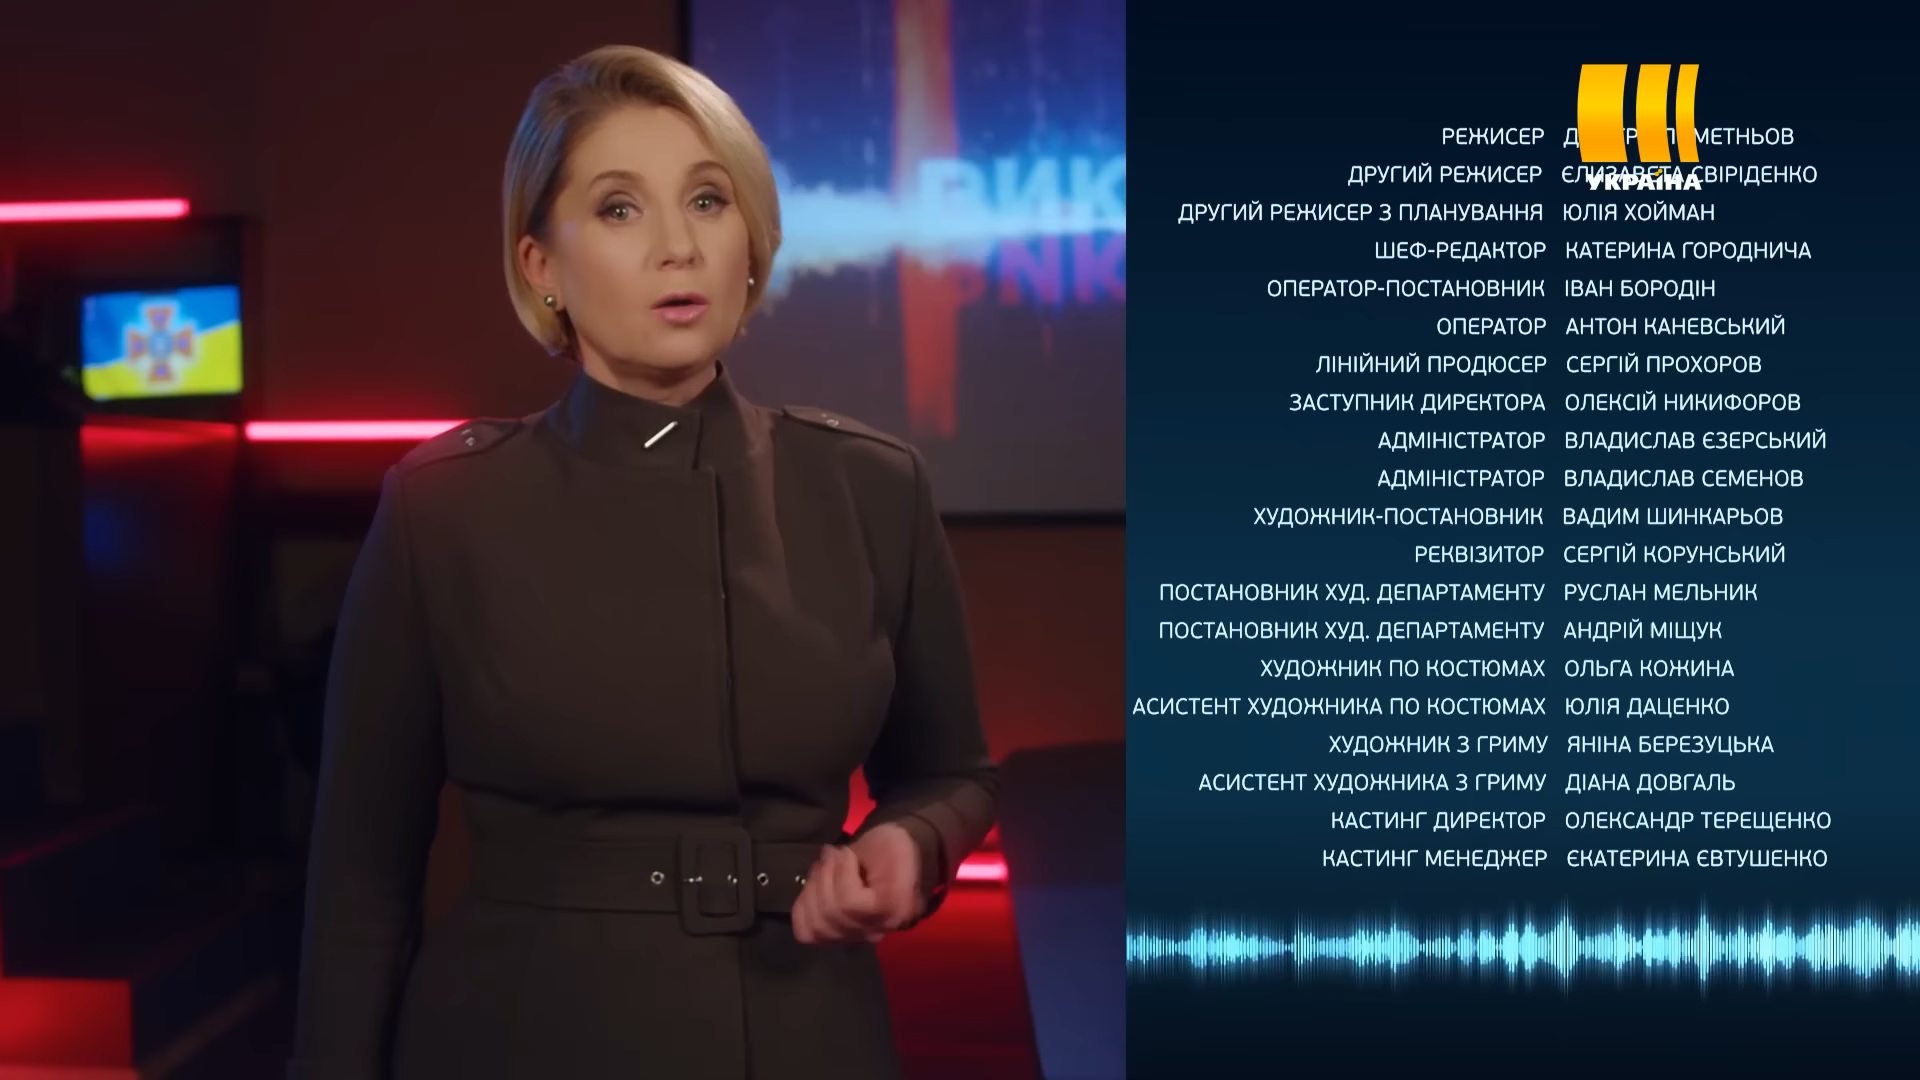 ВИК
РЕЖИСЕР
ДРУГИЙ РЕЖИСЕР ЄЛИЗАВЕТА СВІРІДЕНКО
УКРАЇНА
ДРУГИЙ РЕЖИСЕР З ПЛАНУВАННЯ ЮЛІЯ ХОЙМАН
ШЕФ-РЕДАКТОР КАТЕРИНА ГОРОДНИЧА
ОПЕРАТОР-ПОСТАНОВНИК ІВАН БОРОДІН
ОПЕРАТОР АНТОН КАНЕВСЬКИЙ
ЛІНІЙНИЙ ПРОДЮСЕР СЕРГІЙ ПРОХОРОВ
ЗАСТУПНИК ДИРЕКТОРА ОЛЕКСІЙ НИКИФОРОВ
АДМІНІСТРАТОР ВЛАДИСЛАВ ЄЗЕРСЬКИЙ
АДМІНІСТРАТОР ВЛАДИСЛАВ СЕМЕНОВ
ХУДОЖНИК-ПОСТАНОВНИК ВАДИМ ШИНКАРЬОВ
РЕКВІЗИТОР СЕРГІЙ КОРУНСЬКИЙ
ПОСТАНОВНИК ХУД. ДЕПАРТАМЕНТУ РУСЛАН МЕЛЬНИК
ПОСТАНОВНИК ХУД. ДЕПАРТАМЕНТУ АНДРІЙ МІЩУК
ХУДОЖНИК ПО КОСТЮМАХ ОЛЬГА КОЖИНА
АСИСТЕНТ ХУДОЖНИКА ПО КОСТЮМАХ ЮЛІЯ ДАЦЕНКО
ХУДОЖНИК З ГРИМУ ЯНІНА БЕРЕЗУЦЬКА
АСИСТЕНТ ХУДОЖНИКА З ГРИМУ ДІАНА ДОВГАЛЬ
КАСТИНГ ДИРЕКТОР ОЛЕКСАНДР ТЕРЕЩЕНКО
КАСТИНГ МЕНЕДЖЕР ЄКАТЕРИНА ЄВТУШЕНКО